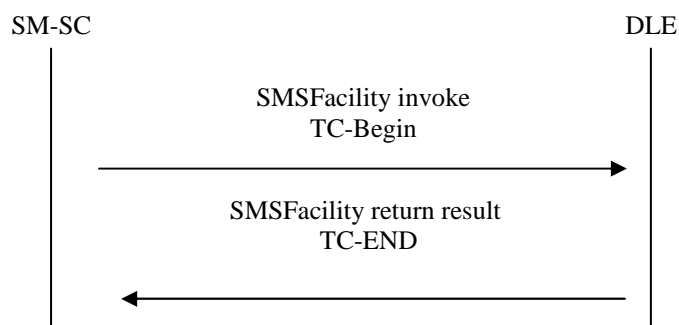 SM-SC
DLE
SMSFacility invoke
TC-Begin
SMSFacility return result
TC-END